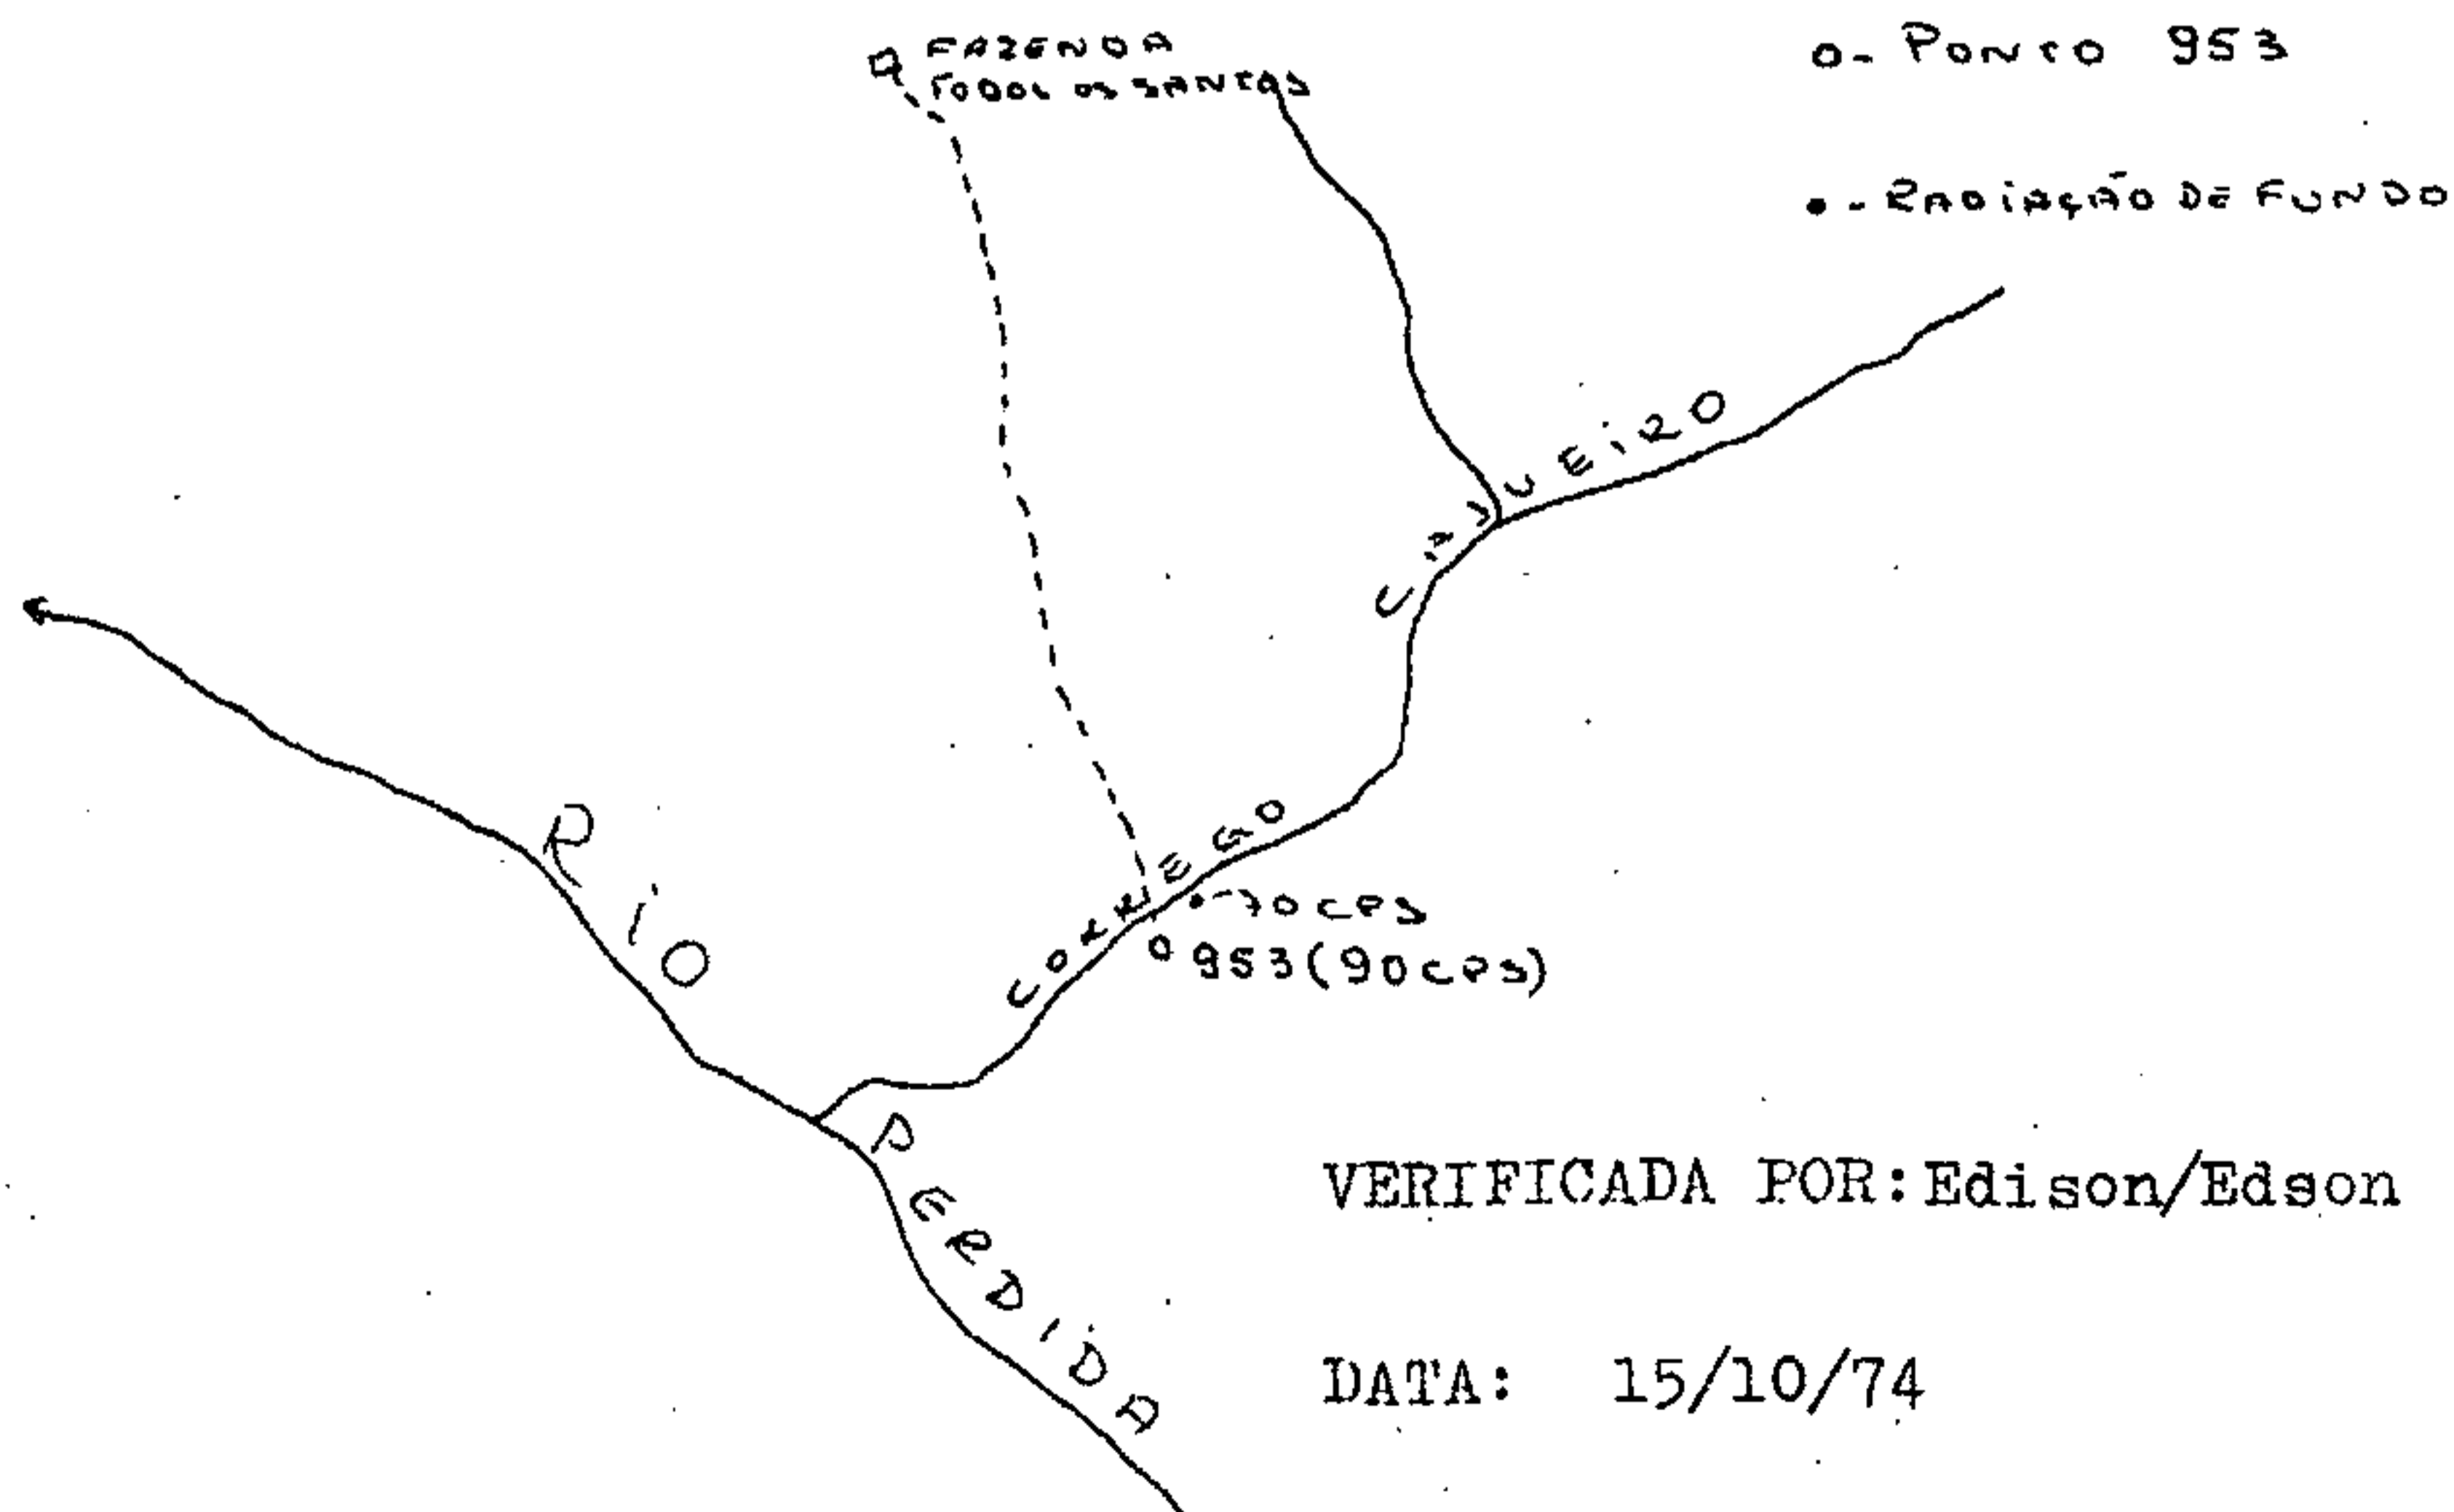 FAZENDA
TODOS OS SANTOS
O - PONTO 953
● - RADIAÇÃO DE FUNDO
CAJUEIRO
CORREGO
70 CPS
953 (90 CPS)
RIO
PERDIDA
VERIFICADA POR: Edison/Edson
DATA: 15/10/74